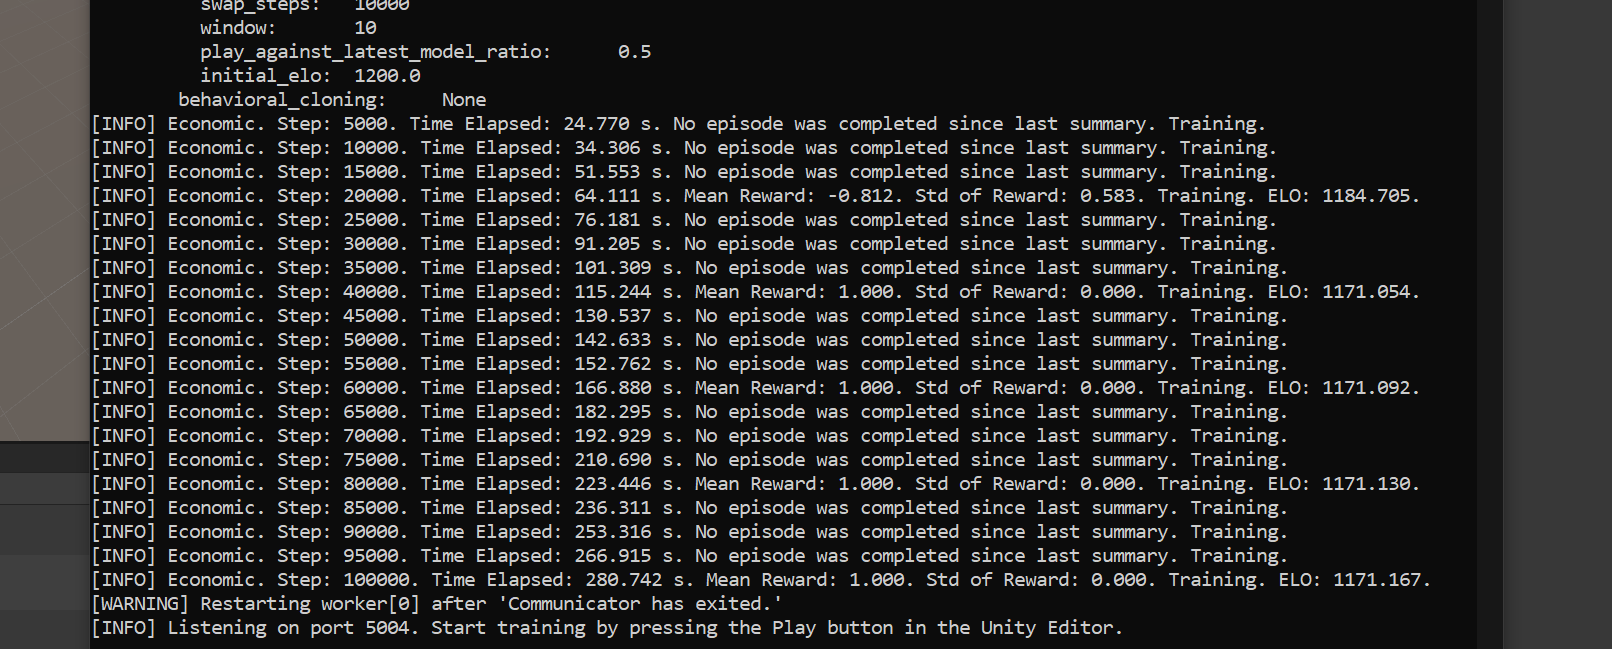 swap_steps: 10000
window: 10
play_against_latest_model_ratio: 0.5
initial_elo: 1200.0
behavioral_cloning: None
[INFO] Economic. Step: 5000. Time Elapsed: 24.770 s. No episode was completed since last summary. Training.
[INFO] Economic. Step: 10000. Time Elapsed: 34.306 s. No episode was completed since last summary. Training.
[INFO] Economic. Step: 15000. Time Elapsed: 51.553 s. No episode was completed since last summary. Training.
[INFO] Economic. Step: 20000. Time Elapsed: 64.111 s. Mean Reward: -0.812. Std of Reward: 0.583. Training. ELO: 1184.705.
[INFO] Economic. Step: 25000. Time Elapsed: 76.181 s. No episode was completed since last summary. Training.
[INFO] Economic. Step: 30000. Time Elapsed: 91.205 s. No episode was completed since last summary. Training.
[INFO] Economic. Step: 35000. Time Elapsed: 101.309 s. No episode was completed since last summary. Training.
[INFO] Economic. Step: 40000. Time Elapsed: 115.244 s. Mean Reward: 1.000. Std of Reward: 0.000. Training. ELO: 1171.054.
[INFO] Economic. Step: 45000. Time Elapsed: 130.537 s. No episode was completed since last summary. Training.
[INFO] Economic. Step: 50000. Time Elapsed: 142.633 s. No episode was completed since last summary. Training.
[INFO] Economic. Step: 55000. Time Elapsed: 152.762 s. No episode was completed since last summary. Training.
[INFO] Economic. Step: 60000. Time Elapsed: 166.880 s. Mean Reward: 1.000. Std of Reward: 0.000. Training. ELO: 1171.092.
[INFO] Economic. Step: 65000. Time Elapsed: 182.295 s. No episode was completed since last summary. Training.
[INFO] Economic. Step: 70000. Time Elapsed: 192.929 s. No episode was completed since last summary. Training.
[INFO] Economic. Step: 75000. Time Elapsed: 210.690 s. No episode was completed since last summary. Training.
[INFO] Economic. Step: 80000. Time Elapsed: 223.446 s. Mean Reward: 1.000. Std of Reward: 0.000. Training. ELO: 1171.130.
[INFO] Economic. Step: 85000. Time Elapsed: 236.311 s. No episode was completed since last summary. Training.
[INFO] Economic. Step: 90000. Time Elapsed: 253.316 s. No episode was completed since last summary. Training.
[INFO] Economic. Step: 95000. Time Elapsed: 266.915 s. No episode was completed since last summary. Training.
[INFO] Economic. Step: 100000. Time Elapsed: 280.742 s. Mean Reward: 1.000. Std of Reward: 0.000. Training. ELO: 1171.167.
[WARNING] Restarting worker[0] after 'Communicator has exited.'
[INFO] Listening on port 5004. Start training by pressing the Play button in the Unity Editor.